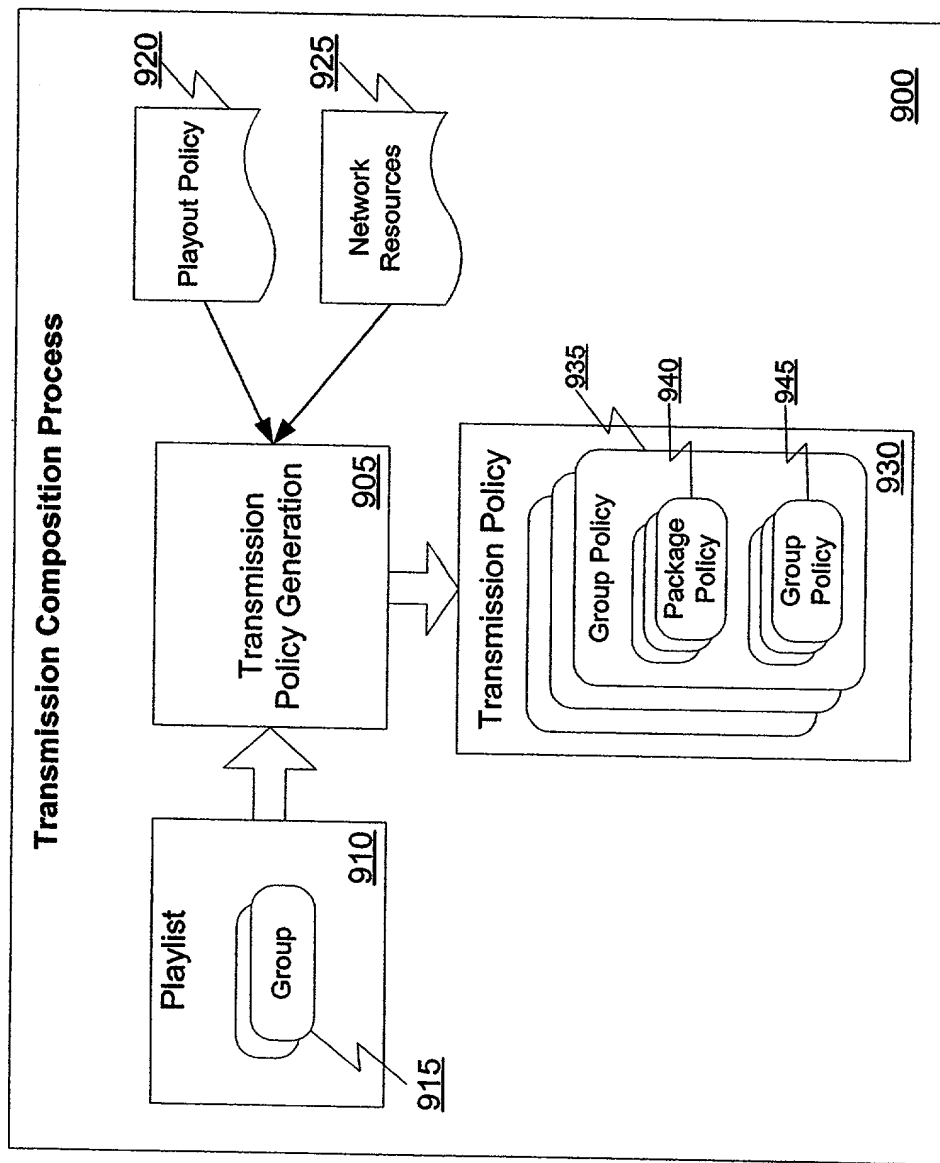 Transmission Composition Process
Playlist
Group
910
915
Transmission
Policy Generation
905
Playout Policy
920
Network
Resources
925
Transmission Policy
Group Policy
935
Package
Policy
940
Group
Policy
945
930
900